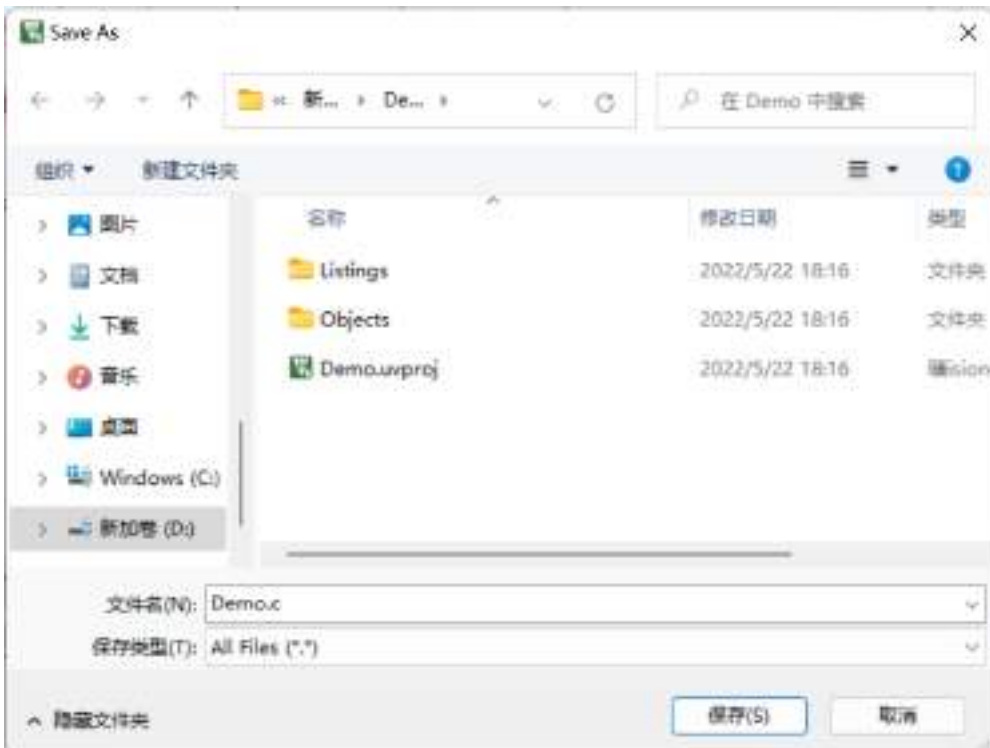 Save As
« 新... › De... ›
在 Demo 中搜索
组织 新建文件夹
名称 修改日期 类型
图片
文档
下载
音乐
桌面
Windows (C:)
新加卷 (D:)
Listings 2022/5/22 18:16 文件夹
Objects 2022/5/22 18:16 文件夹
Demo.uvproj 2022/5/22 18:16
文件名(N): Demo.c
保存类型(T): All Files (*.*)
隐藏文件夹 保存(S) 取消